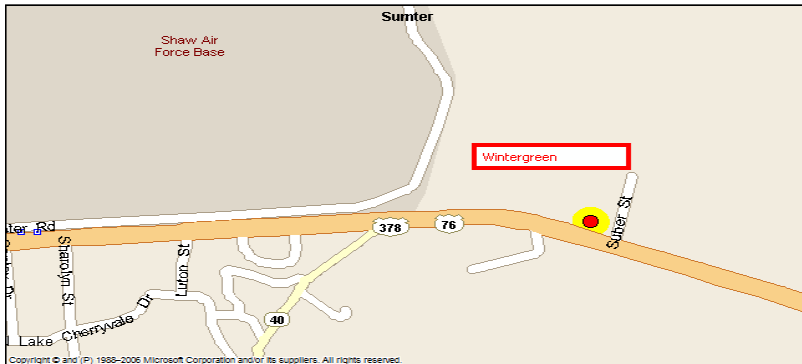 Sumter
Shaw Air
Force Base
Wintergreen
Suber St
378
76
Rd
Sharolyn St
Luton St
Dr
40
Lake Cherryvale Dr
Copyright © and (P) 1988–2006 Microsoft Corporation and/or its suppliers. All rights reserved.